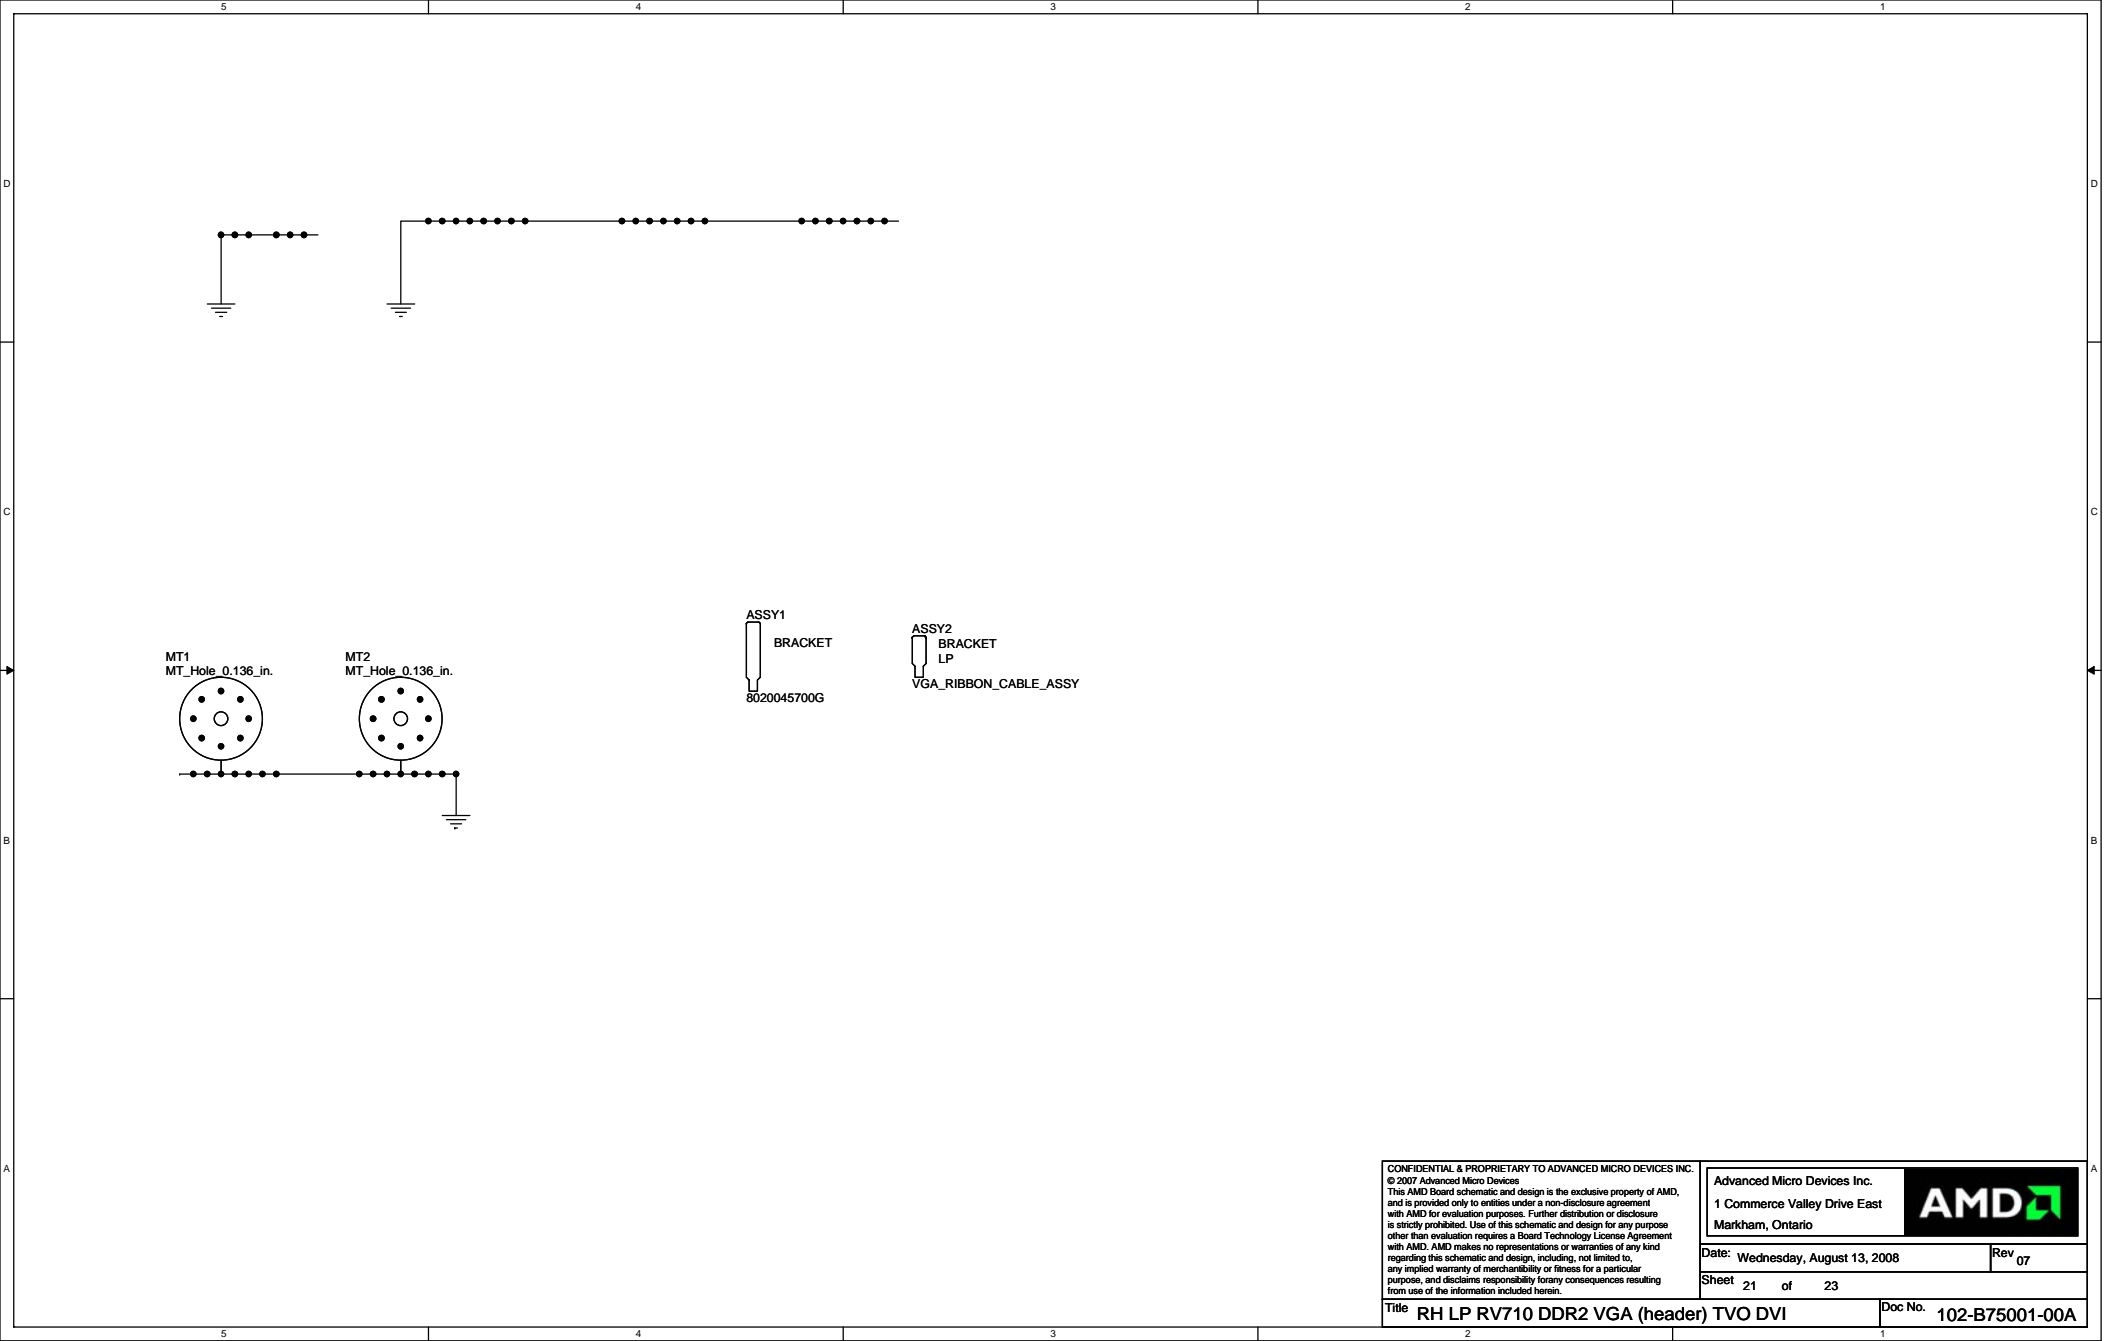 5 4 3 2 1
D D
C C
ASSY1
BRACKET
8020045700G
ASSY2
BRACKET
LP
VGA_RIBBON_CABLE_ASSY
MT1
MT_Hole_0.136_in.
MT2
MT_Hole_0.136_in.
B B
A A
CONFIDENTIAL & PROPRIETARY TO ADVANCED MICRO DEVICES INC.
© 2007 Advanced Micro Devices
This AMD Board schematic and design is the exclusive property of AMD,
and is provided only to entities under a non-disclosure agreement
with AMD for evaluation purposes. Further distribution or disclosure
is strictly prohibited. Use of this schematic and design for any purpose
other than evaluation requires a Board Technology License Agreement
with AMD. AMD makes no representations or warranties of any kind
regarding this schematic and design, including, not limited to,
any implied warranty of merchantibility or fitness for a particular
purpose, and disclaims responsibility forany consequences resulting
from use of the information included herein.
Advanced Micro Devices Inc.
1 Commerce Valley Drive East
Markham, Ontario
AMD
Date: Wednesday, August 13, 2008
Rev 07
Sheet 21 of 23
Title RH LP RV710 DDR2 VGA (header) TVO DVI
Doc No. 102-B75001-00A
5 4 3 2 1